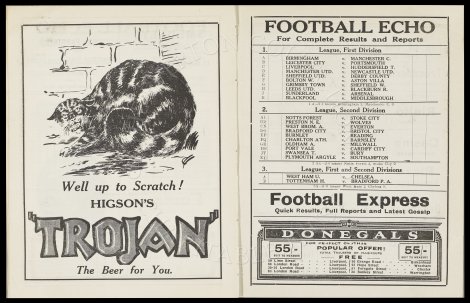 Well up to Scratch!
HIGSON'S
"TROJAN"
The Beer for You.
FOOTBALL ECHO
For Complete Results and Reports
1. League, First Division
BIRMINGHAM v. MANCHESTER C.
LEICESTER CITY v. PORTSMOUTH
LIVERPOOL v. HUDDERSFIELD T.
MANCHESTER UTD. v. NEWCASTLE UTD.
SHEFFIELD UTD. v. DERBY COUNTY
BOLTON W. v. ASTON VILLA
GRIMSBY TOWN v. SHEFFIELD W.
LEEDS UTD. v. BLACKBURN R.
SUNDERLAND v. ARSENAL
BLACKPOOL v. MIDDLESBROUGH
2. League, Second Division
NOTTS FOREST v. STOKE CITY
PRESTON N. E. v. WOLVES
WEST BROM. A. v. EVERTON
BRADFORD CITY v. BRISTOL CITY
BURNLEY v. READING
CHARLTON ATH. v. BARNSLEY
OLDHAM A. v. MILLWALL
PORT VALE v. CARDIFF CITY
SWANSEA T. v. BURY
PLYMOUTH ARGYLE v. SOUTHAMPTON
3. League, First and Second Divisions
WEST HAM U. v. CHELSEA
TOTTENHAM H. v. BRADFORD P. A.
Football Express
Quick Results, Full Reports and Latest Gossip
DONEGALS
55/-
POPULAR OFFER!
55/-
FREE